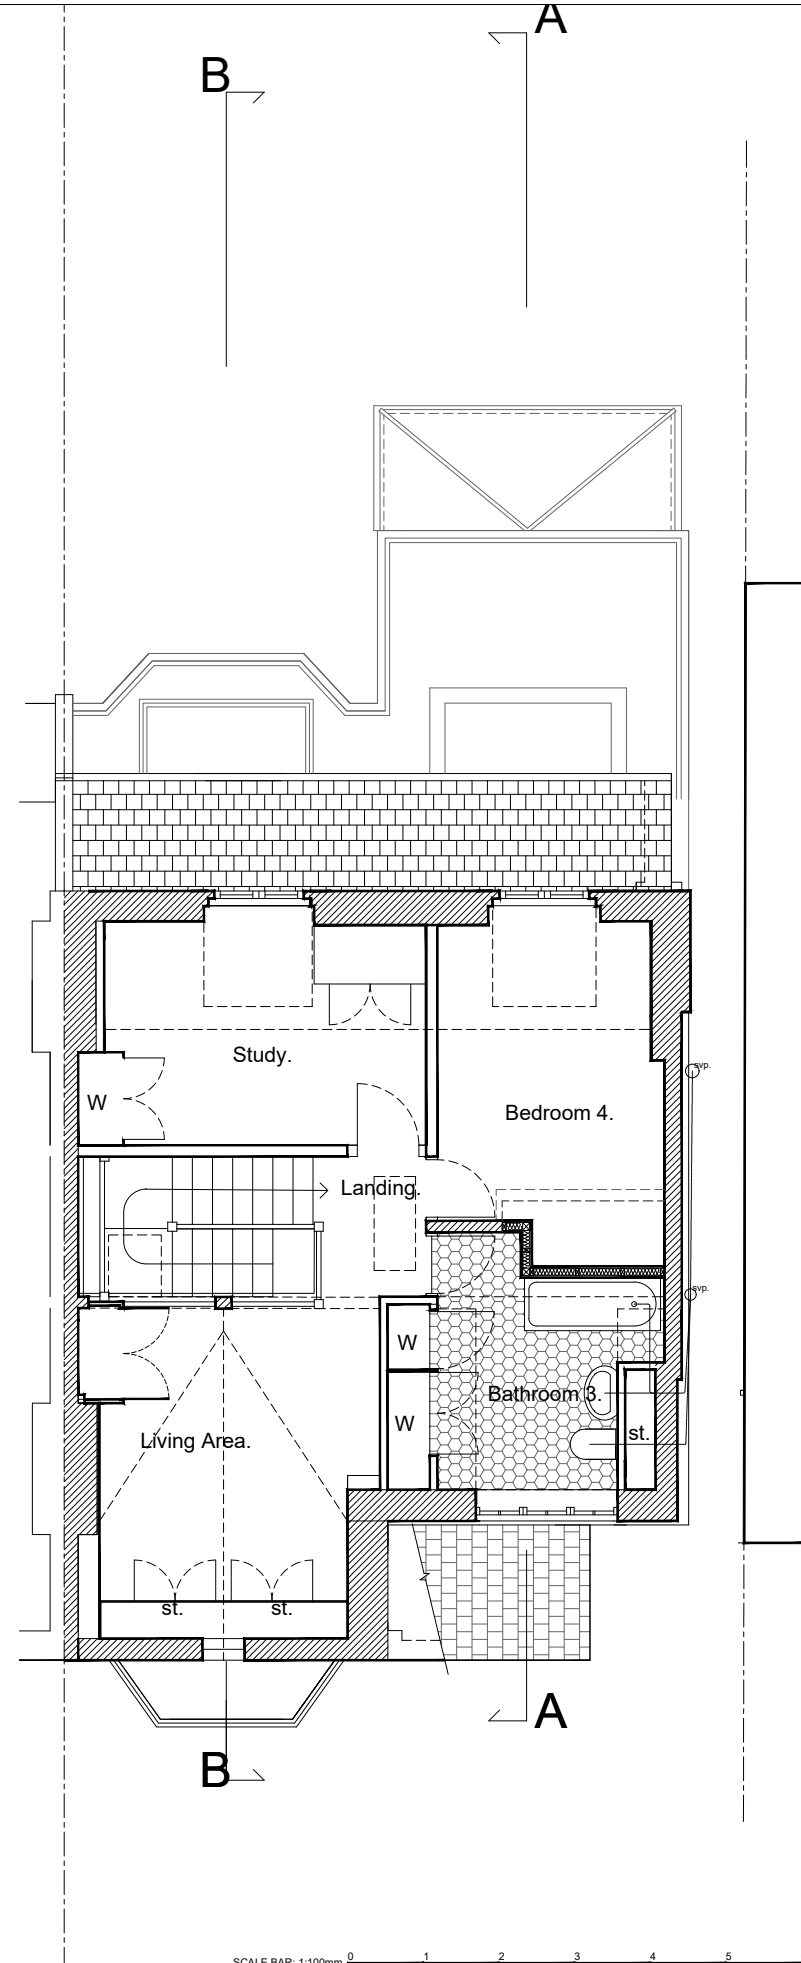 A
B
Study.
svp.
W
Bedroom 4.
Landing.
svp.
W
Bathroom 3.
W
st.
Living Area.
st.
st.
A
B
SCALE BAR: 1:100mm 0 1 2 3 4 5